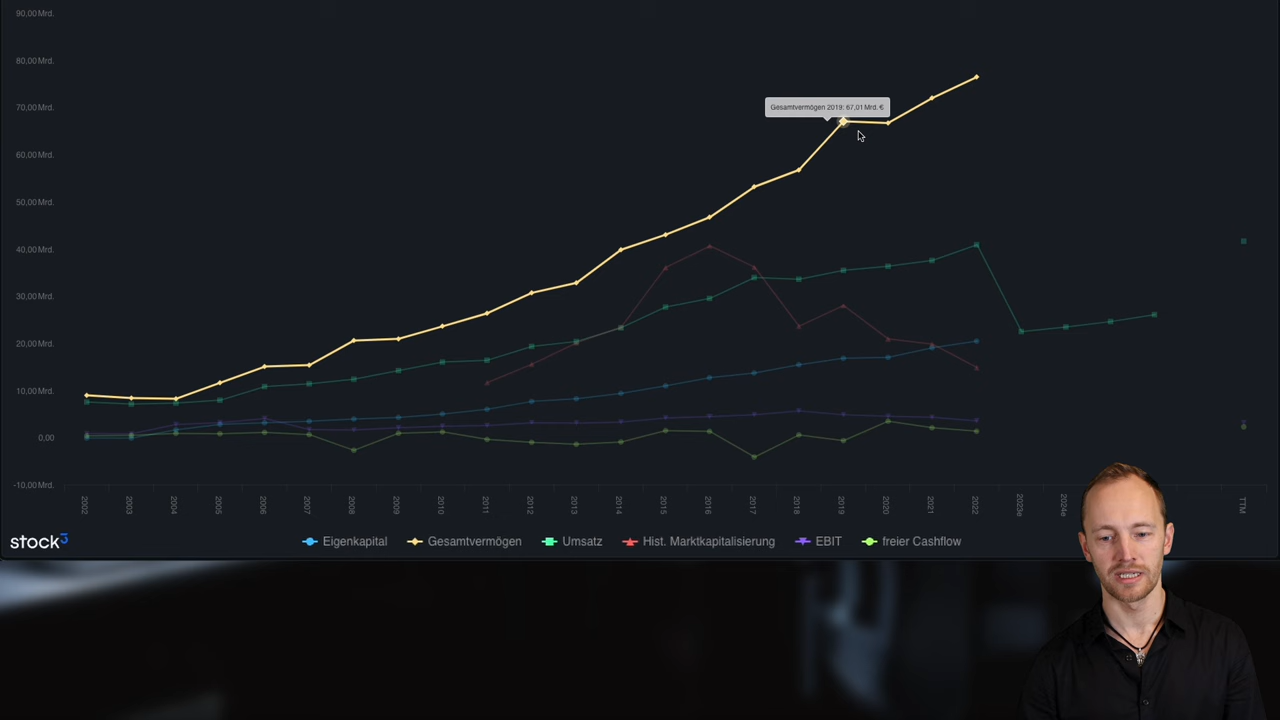 90,00 Mrd.
80,00 Mrd.
70,00 Mrd.
60,00 Mrd.
50,00 Mrd.
40,00 Mrd.
30,00 Mrd.
20,00 Mrd.
10,00 Mrd.
0,00
-10,00 Mrd.
Gesamtvermögen 2019: 67,01 Mrd. €
2002
2003
2004
2005
2006
2007
2008
2009
2010
2011
2012
2013
2014
2015
2016
2017
2018
2019
2020
2021
2022
2023e
2024e
TTM
stock3
Eigenkapital
Gesamtvermögen
Umsatz
Hist. Marktkapitalisierung
EBIT
freier Cashflow